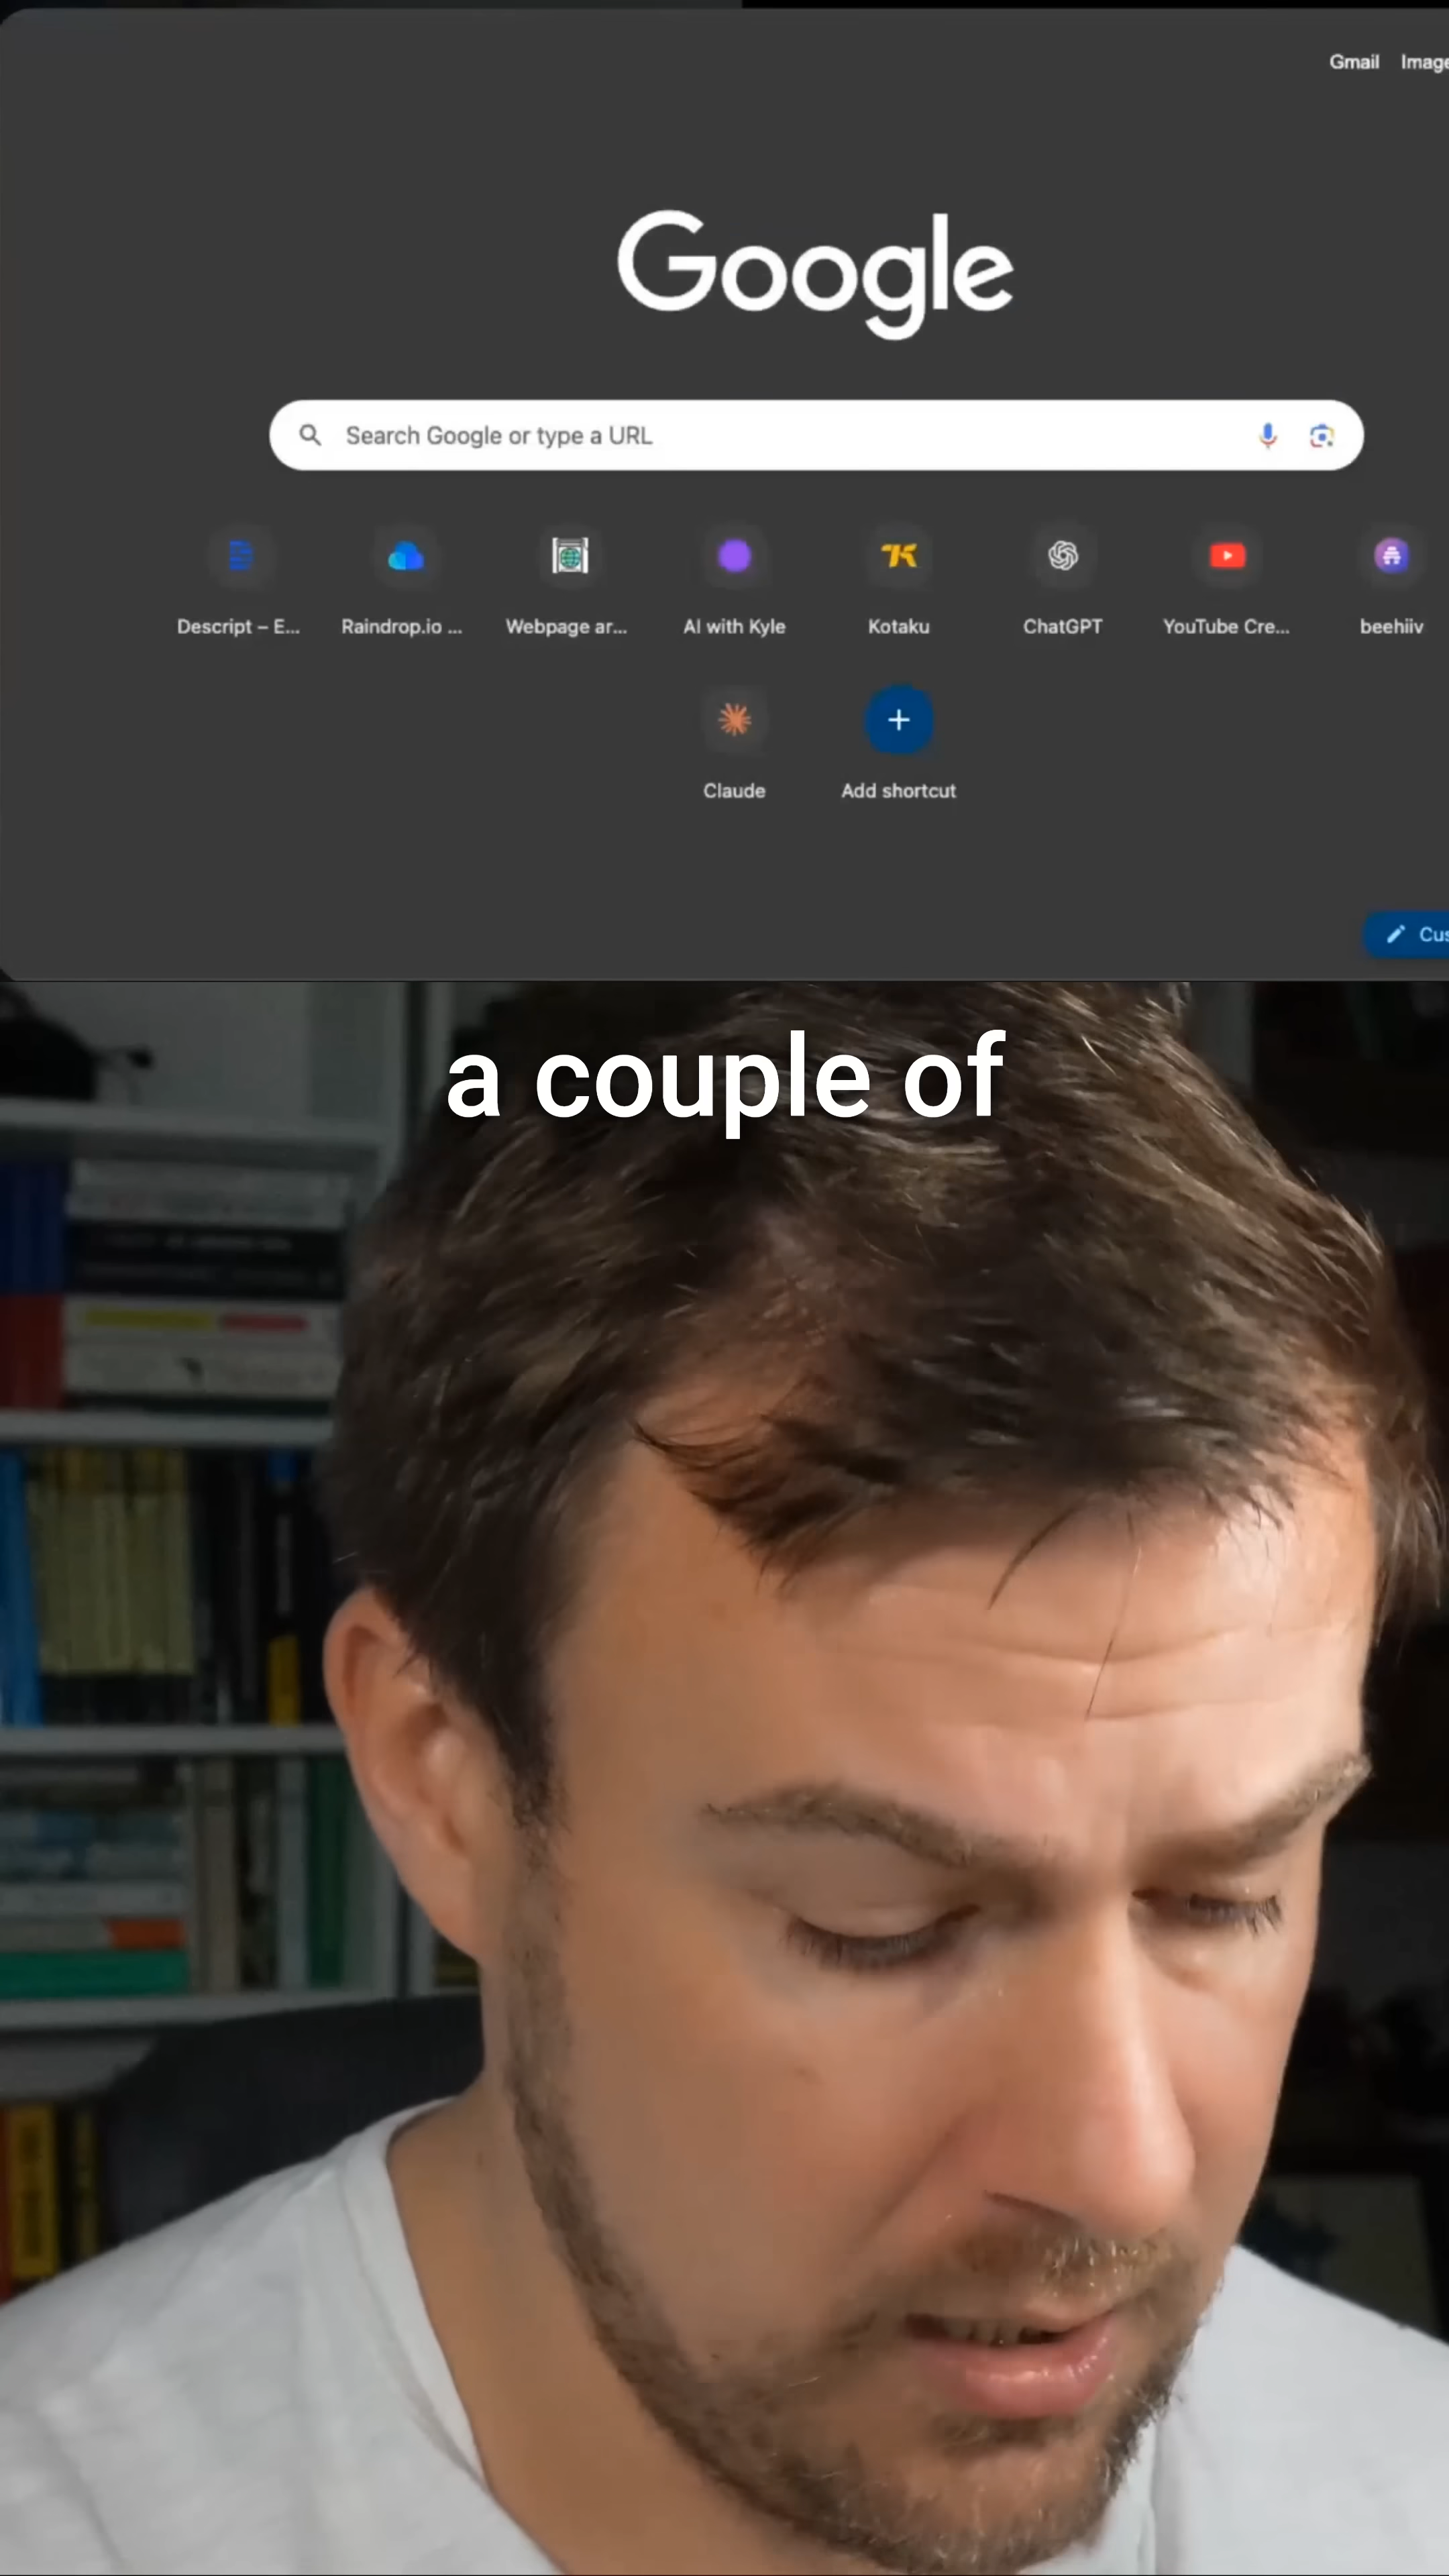 Gmail Image
Google
Search Google or type a URL
Descript – E... Raindrop.io ... Webpage ar... AI with Kyle Kotaku ChatGPT YouTube Cre... beehiiv
Claude Add shortcut
Cus
a couple of